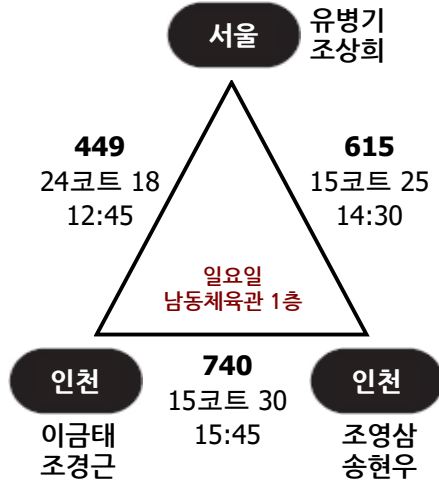 서울
유병기
조상희
449
24코트 18
12:45
615
15코트 25
14:30
일요일
남동체육관 1층
인천
이금태
조경근
740
15코트 30
15:45
인천
조영삼
송현우